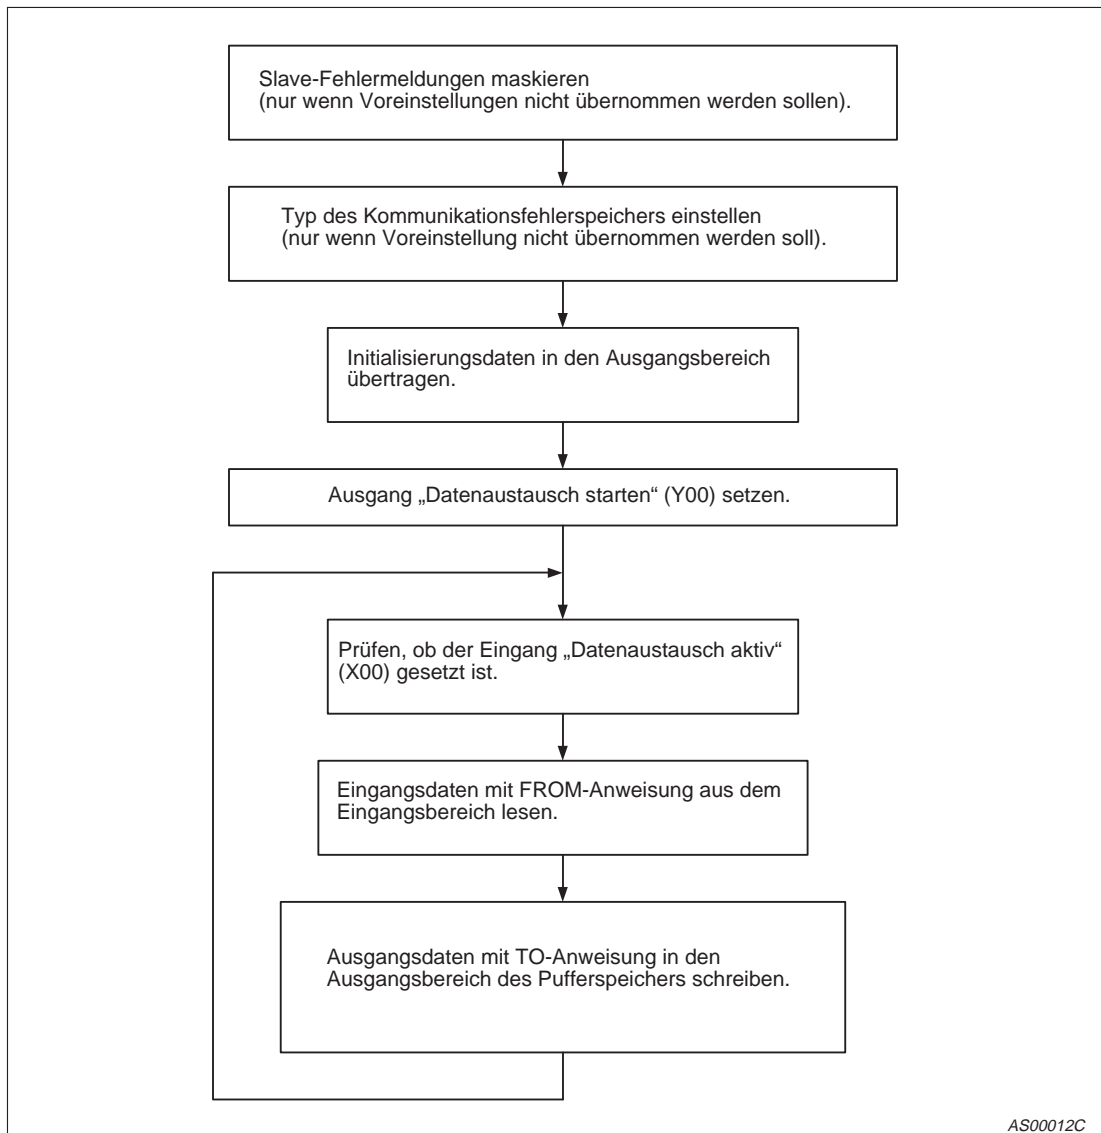 Slave-Fehlermeldungen maskieren
(nur wenn Voreinstellungen nicht übernommen werden sollen).
Typ des Kommunikationsfehlerspeichers einstellen
(nur wenn Voreinstellung nicht übernommen werden soll).
Initialisierungsdaten in den Ausgangsbereich
übertragen.
Ausgang „Datenaustausch starten“ (Y00) setzen.
Prüfen, ob der Eingang „Datenaustausch aktiv“
(X00) gesetzt ist.
Eingangsdaten mit FROM-Anweisung aus dem
Eingangsbereich lesen.
Ausgangsdaten mit TO-Anweisung in den
Ausgangsbereich des Pufferspeichers schreiben.
AS00012C